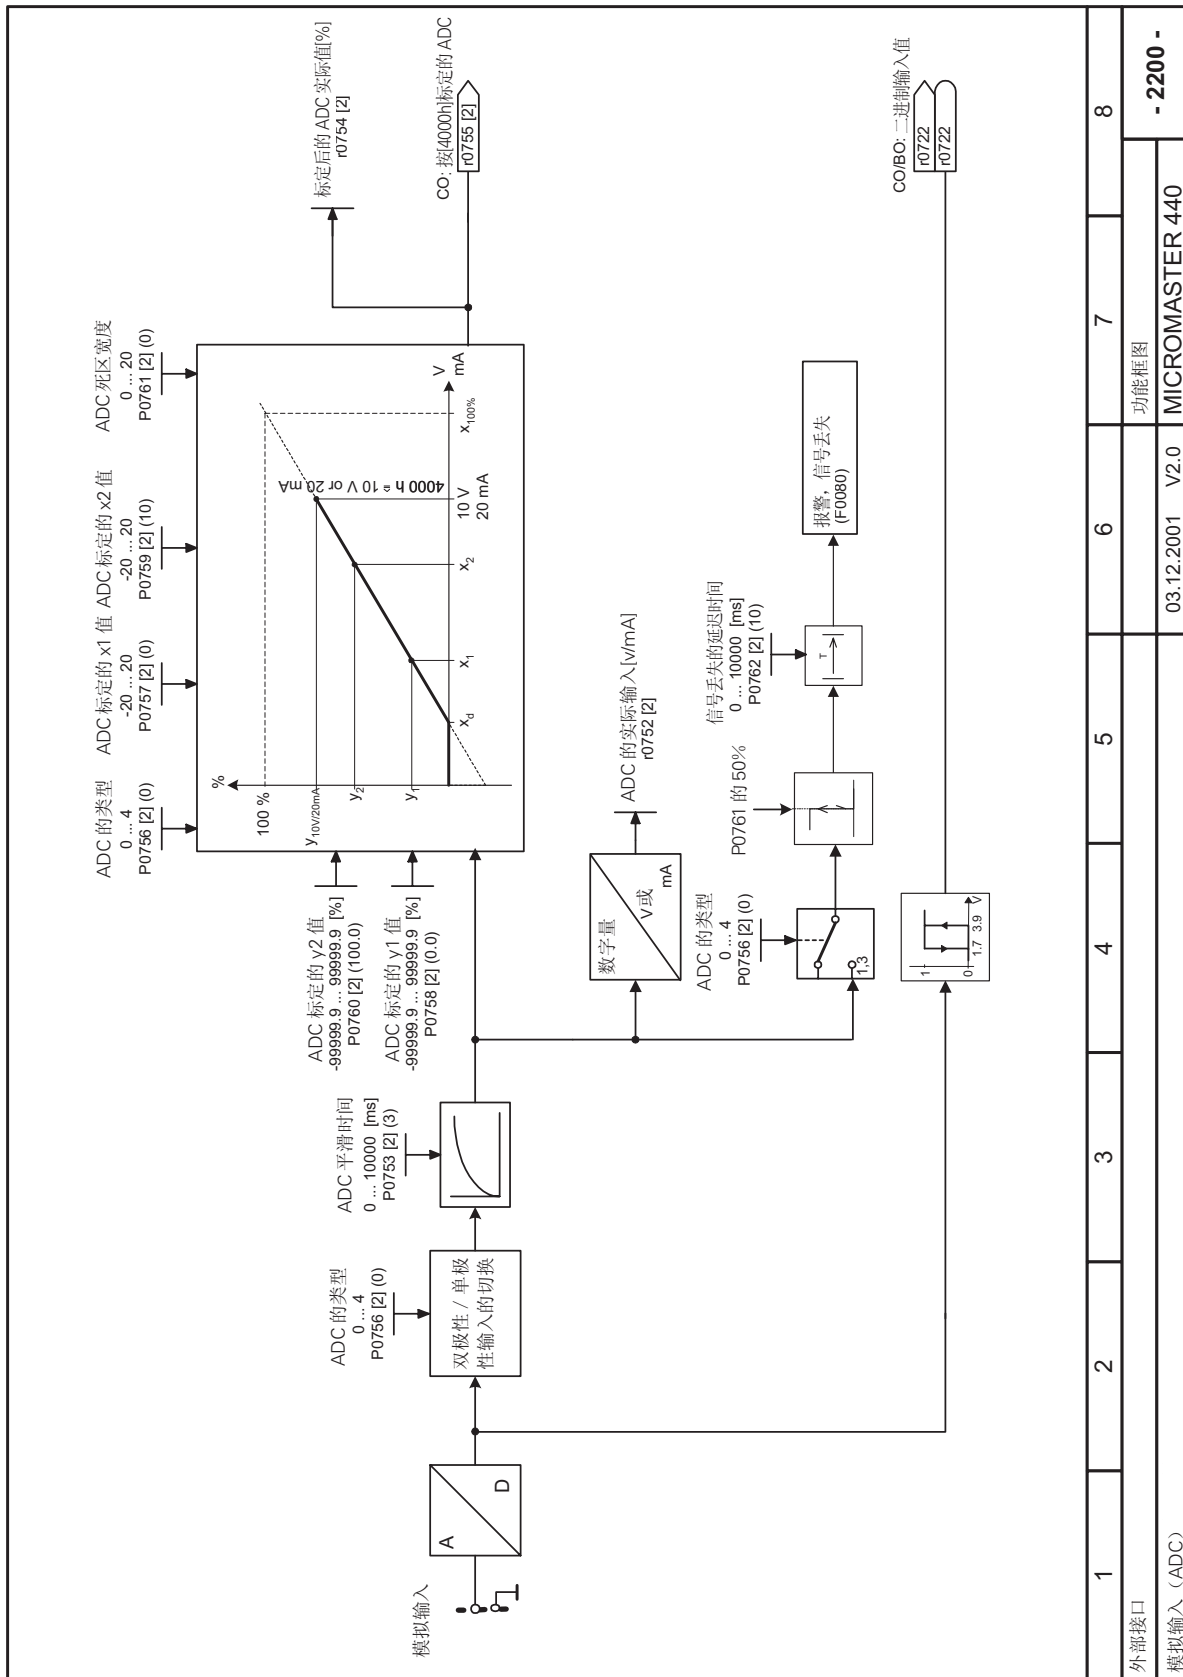 模拟输入
A
D
ADC 的类型
0 ... 4
P0756 [2] (0)
双极性 / 单极
性输入的切换
ADC 平滑时间
0 ... 10000 [ms]
P0753 [2] (3)
ADC 标定的 y2 值
-99999.9 ... 99999.9 [%]
P0760 [2] (100.0)
ADC 标定的 y1 值
-99999.9 ... 99999.9 [%]
P0758 [2] (0.0)
ADC 的类型
0 ... 4
P0756 [2] (0)
ADC 标定的 x1 值
-20 ... 20
P0757 [2] (0)
ADC 标定的 x2 值
-20 ... 20
P0759 [2] (10)
ADC 死区宽度
0 ... 20
P0761 [2] (0)
%
100 %
y10V/20mA
y2
y1
xd
x1
x2
10 V
20 mA
x100%
V
mA
4000 h ≙ 10 V or 20 mA
标定后的 ADC 实际值[%]
r0754 [2]
CO: 按[4000h]标定的 ADC
r0755 [2]
数字量
V或
mA
ADC 的实际输入[v/mA]
r0752 [2]
ADC 的类型
0 ... 4
P0756 [2] (0)
1,3
P0761 的 50%
信号丢失的延迟时间
0 ... 10000 [ms]
P0762 [2] (10)
T
报警，信号丢失
(F0080)
1
0
1.7 3.9 V
CO/BO: 二进制输入值
r0722
r0722
1 2 3 4 5 6 7 8
外部接口
功能框图
- 2200 -
模拟输入（ADC）
03.12.2001 V2.0
MICROMASTER 440